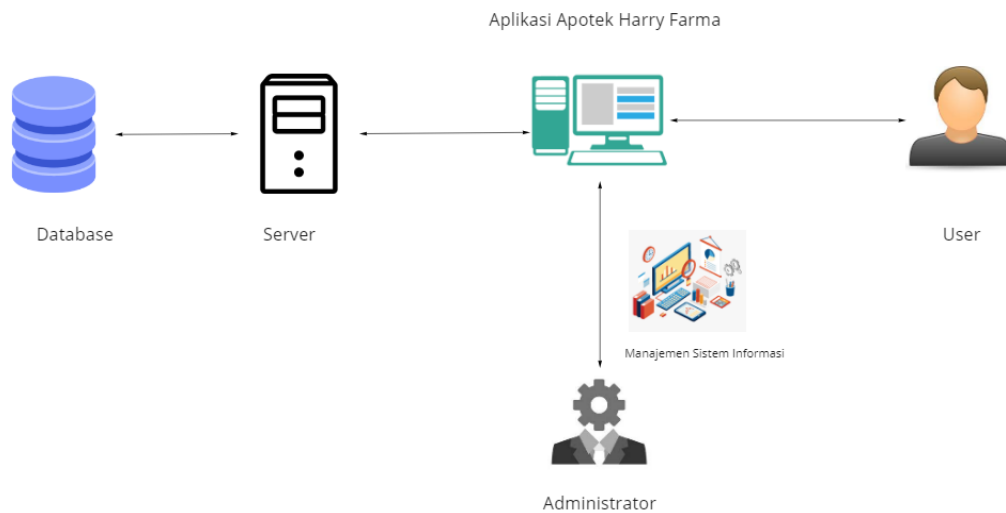 Aplikasi Apotek Harry Farma
Database
Server
User
Manajemen Sistem Informasi
Administrator